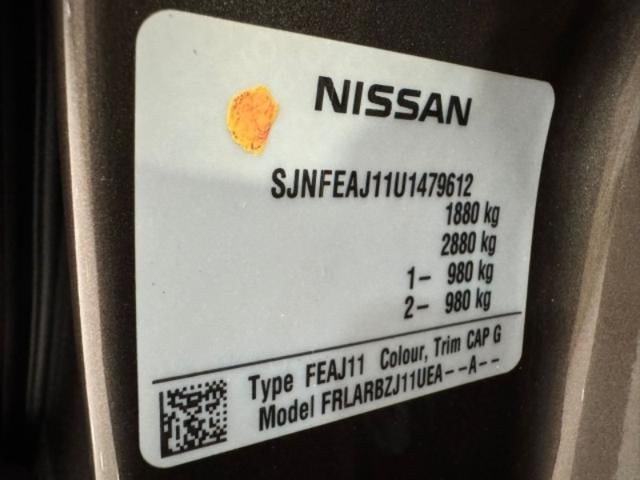 NISSAN
SJNFEAJ11U1479612
1880 kg
2880 kg
1- 980 kg
2- 980 kg
Type FEAJ11 Colour, Trim CAP G
Model FRLARBZJ11UEA--A--